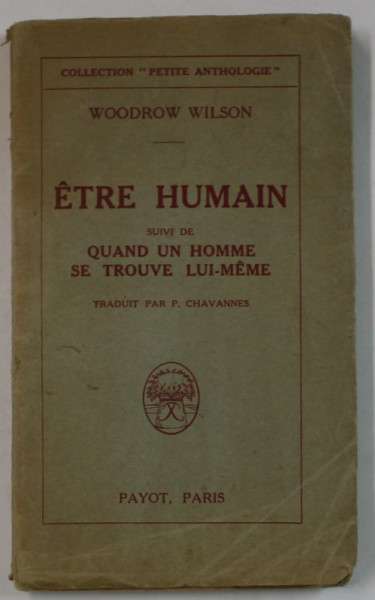 COLLECTION "PETITE ANTHOLOGIE"
WOODROW WILSON
ÊTRE HUMAIN
SUIVI DE
QUAND UN HOMME
SE TROUVE LUI-MÊME
TRADUIT PAR P. CHAVANNES
PAYOT, PARIS